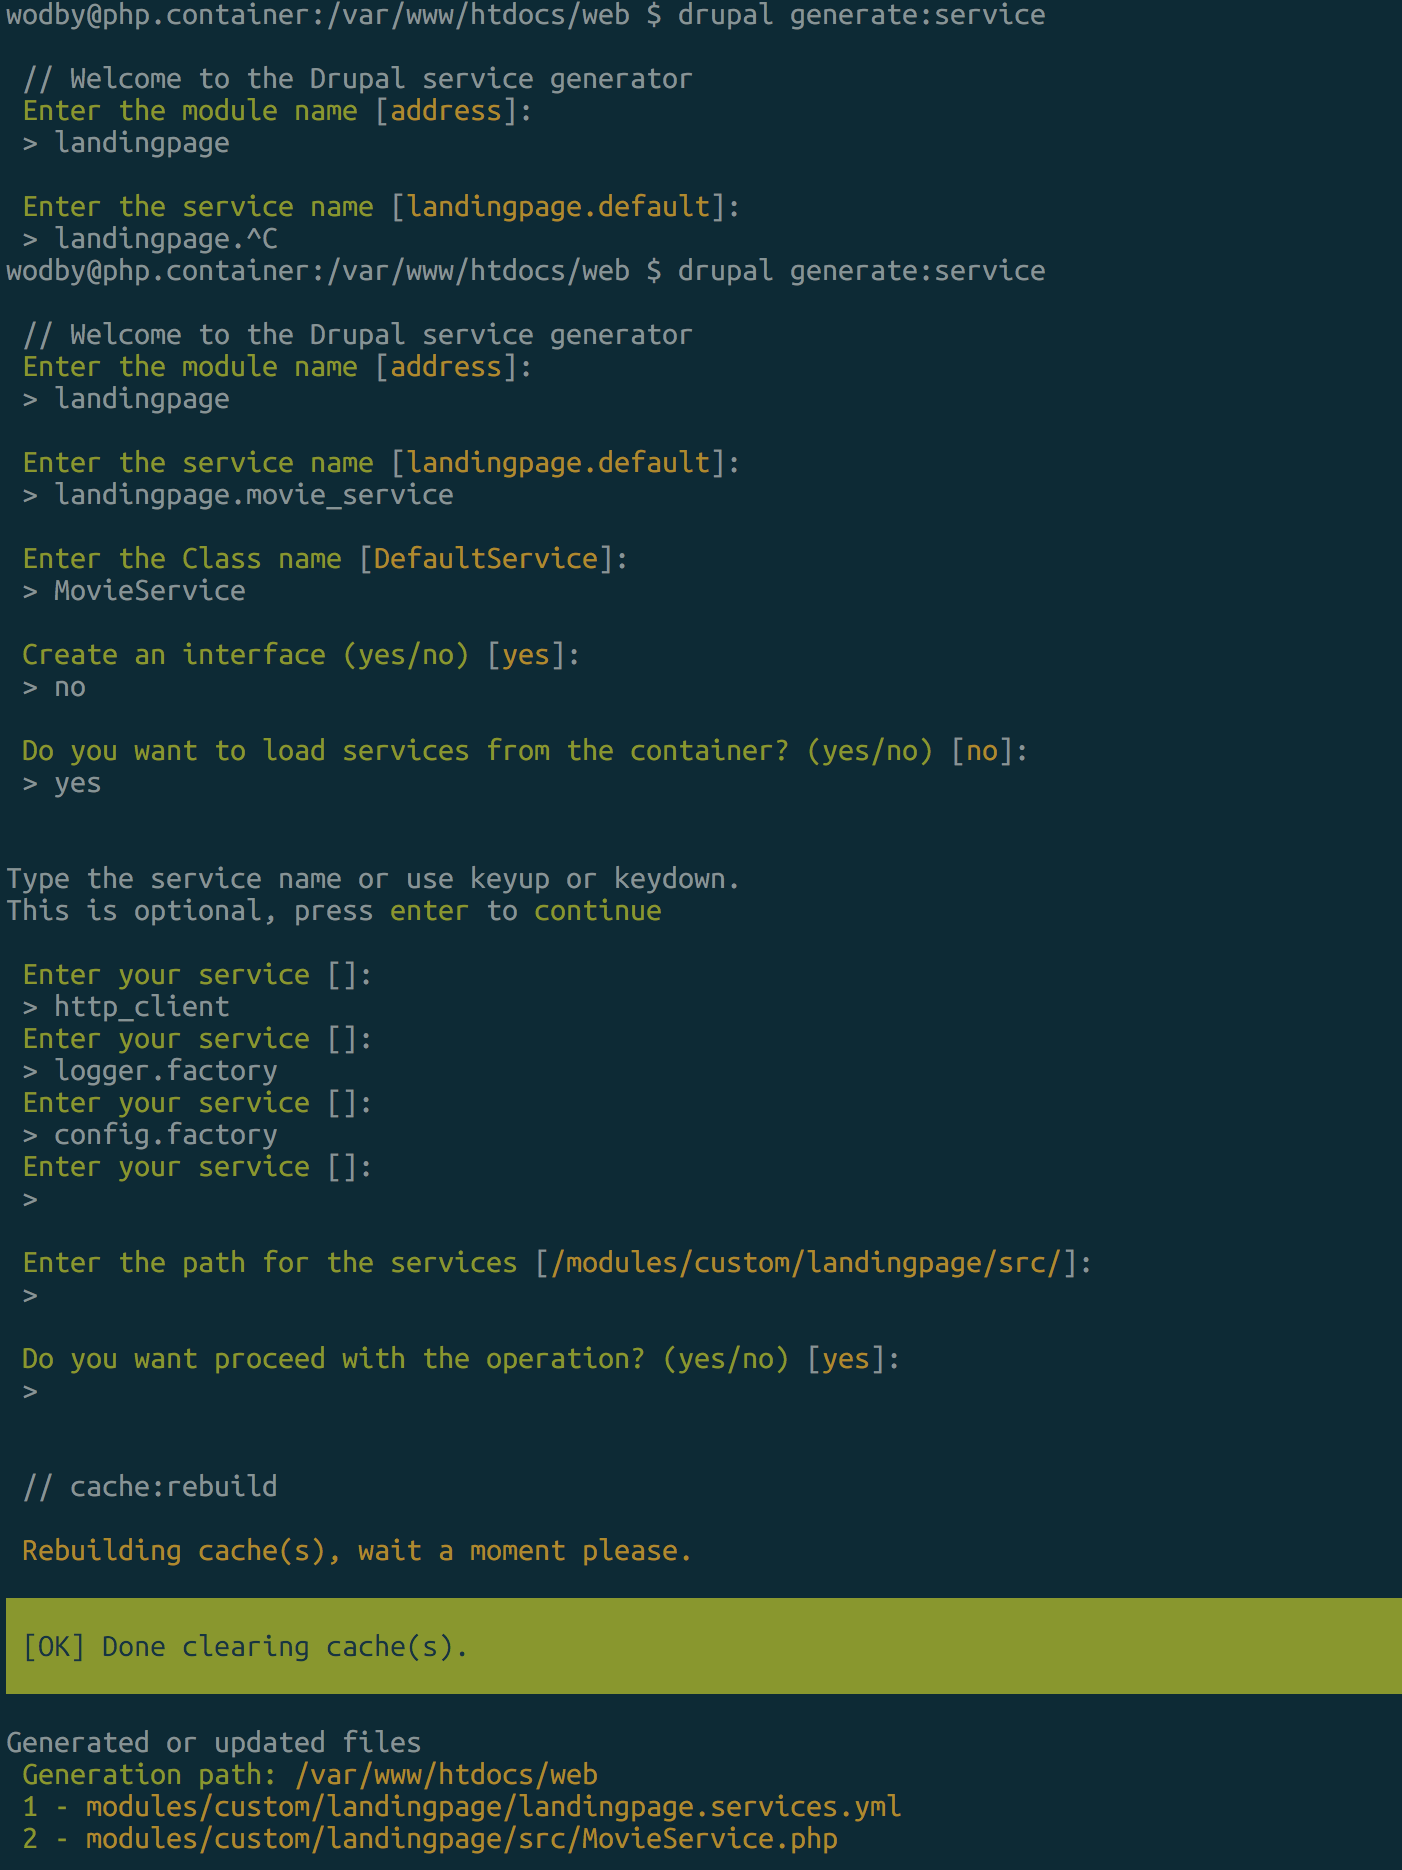 wodby@php.container:/var/www/htdocs/web $ drupal generate:service
// Welcome to the Drupal service generator
Enter the module name [address]:
> landingpage
Enter the service name [landingpage.default]:
> landingpage.^C
wodby@php.container:/var/www/htdocs/web $ drupal generate:service
// Welcome to the Drupal service generator
Enter the module name [address]:
> landingpage
Enter the service name [landingpage.default]:
> landingpage.movie_service
Enter the Class name [DefaultService]:
> MovieService
Create an interface (yes/no) [yes]:
> no
Do you want to load services from the container? (yes/no) [no]:
> yes
Type the service name or use keyup or keydown.
This is optional, press enter to continue
Enter your service []:
> http_client
Enter your service []:
> logger.factory
Enter your service []:
> config.factory
Enter your service []:
>
Enter the path for the services [/modules/custom/landingpage/src/]:
>
Do you want proceed with the operation? (yes/no) [yes]:
>
// cache:rebuild
Rebuilding cache(s), wait a moment please.
[OK] Done clearing cache(s).
Generated or updated files
Generation path: /var/www/htdocs/web
1 - modules/custom/landingpage/landingpage.services.yml
2 - modules/custom/landingpage/src/MovieService.php